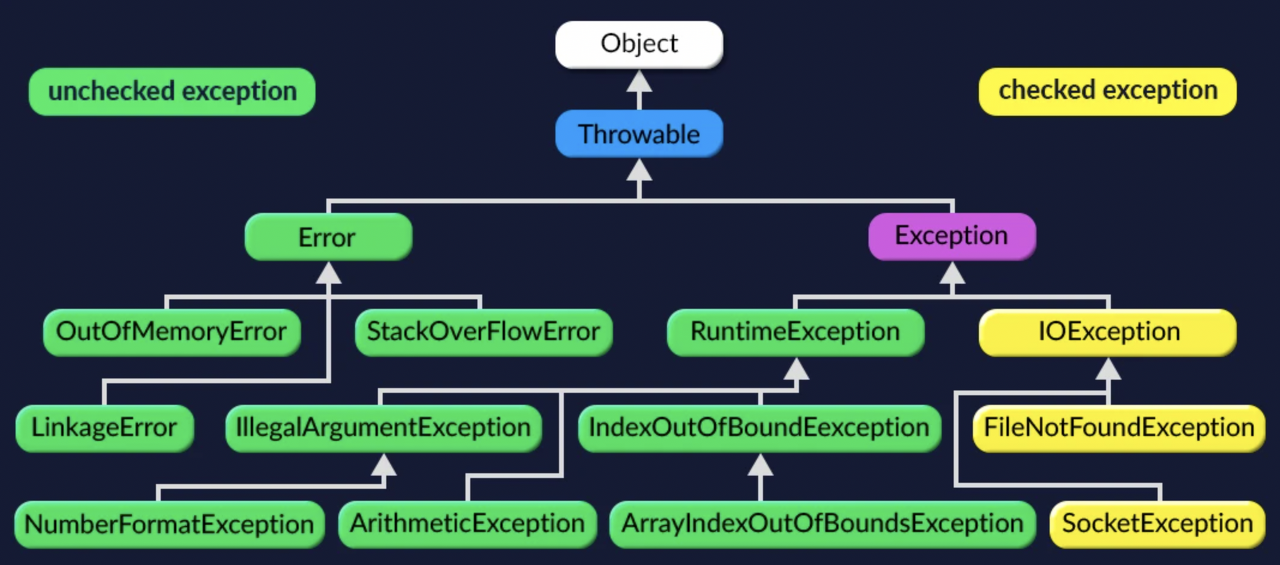 Object
unchecked exception
checked exception
Throwable
Error
Exception
OutOfMemoryError
StackOverFlowError
RuntimeException
IOException
LinkageError
IllegalArgumentException
IndexOutOfBoundEexception
FileNotFoundException
NumberFormatException
ArithmeticException
ArrayIndexOutOfBoundsException
SocketException